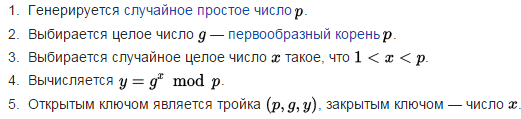 1. Генерируется случайное простое число p.
2. Выбирается целое число g — первообразный корень p.
3. Выбирается случайное целое число x такое, что 1 < x < p.
4. Вычисляется y = gˣ mod p.
5. Открытым ключом является тройка (p, g, y), закрытым ключом — число x.